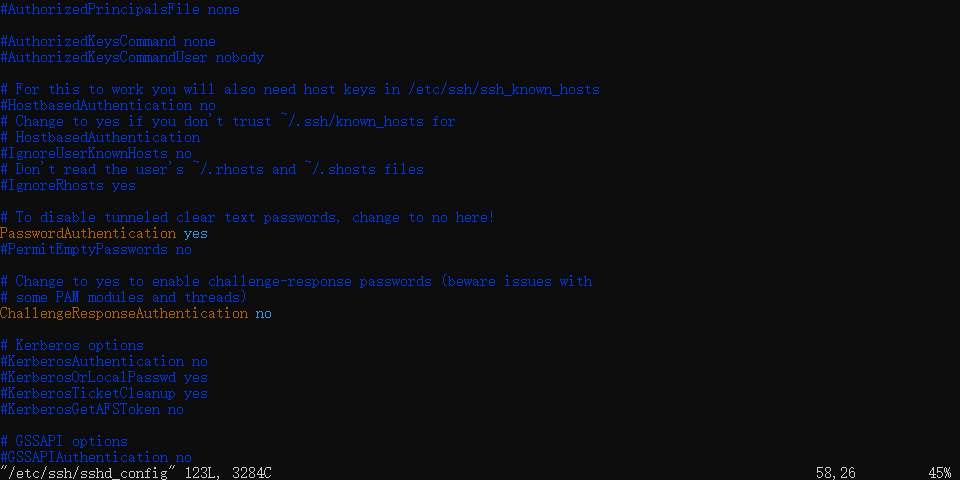 #AuthorizedPrincipalsFile none
#AuthorizedKeysCommand none
#AuthorizedKeysCommandUser nobody
# For this to work you will also need host keys in /etc/ssh/ssh_known_hosts
#HostbasedAuthentication no
# Change to yes if you don't trust ~/.ssh/known_hosts for
# HostbasedAuthentication
#IgnoreUserKnownHosts no
# Don't read the user's ~/.rhosts and ~/.shosts files
#IgnoreRhosts yes
# To disable tunneled clear text passwords, change to no here!
PasswordAuthentication yes
#PermitEmptyPasswords no
# Change to yes to enable challenge-response passwords (beware issues with
# some PAM modules and threads)
ChallengeResponseAuthentication no
# Kerberos options
#KerberosAuthentication no
#KerberosOrLocalPasswd yes
#KerberosTicketCleanup yes
#KerberosGetAFSToken no
# GSSAPI options
#GSSAPIAuthentication no
"/etc/ssh/sshd_config" 123L, 3284C 58,26 45%